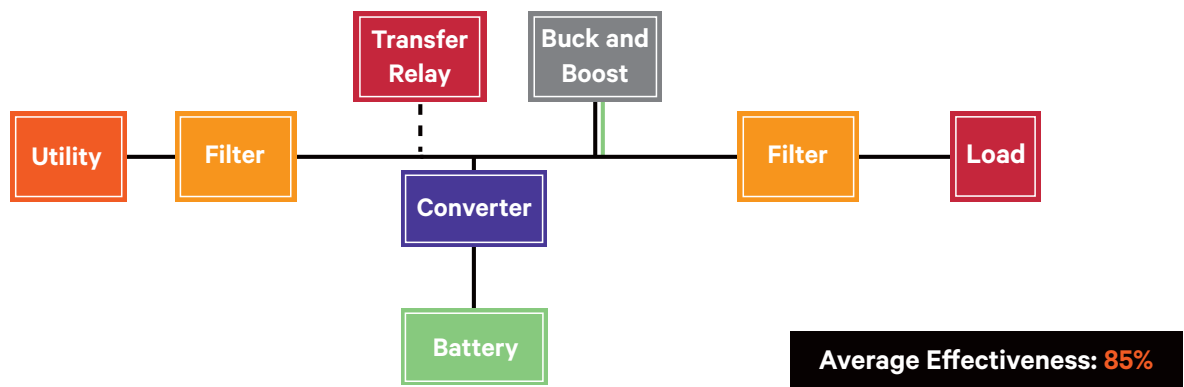 Transfer
Relay
Buck and
Boost
Utility
Filter
Filter
Load
Converter
Battery
Average Effectiveness: 85%